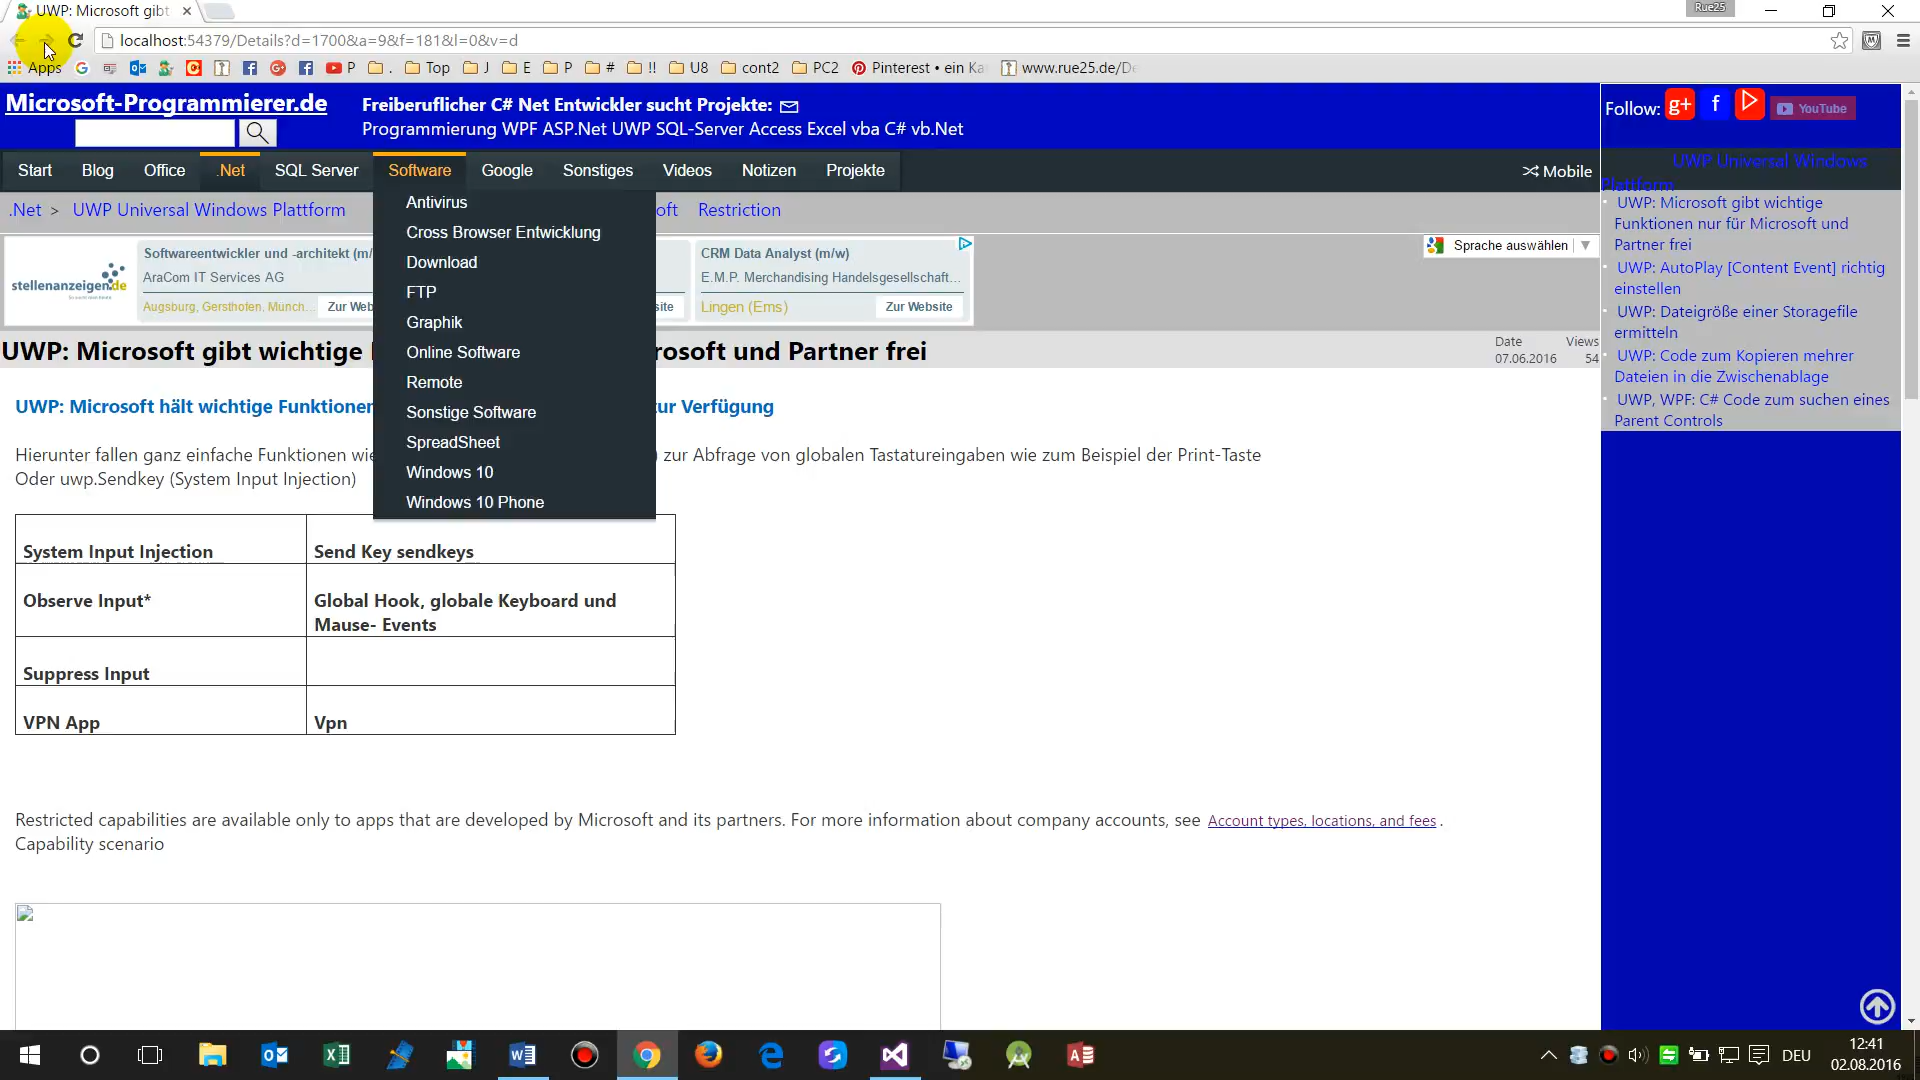 UWP: Microsoft gibt
Rue25
localhost:54379/Details?d=1700&a=9&f=181&l=0&v=d
Apps P . Top J E P # !! U8 cont2 PC2 Pinterest • ein Ka www.rue25.de/De
Microsoft-Programmierer.de
Freiberuflicher C# Net Entwickler sucht Projekte:
Programmierung WPF ASP.Net UWP SQL-Server Access Excel vba C# vb.Net
Follow: g+ f YouTube
Start Blog Office .Net SQL Server Software Google Sonstiges Videos Notizen Projekte
Mobile
UWP Universal Windows
Plattform
.Net > UWP Universal Windows Plattform
oft Restriction
Antivirus
Cross Browser Entwicklung
Download
FTP
Graphik
Online Software
Remote
Sonstige Software
SpreadSheet
Windows 10
Windows 10 Phone
stellenanzeigen.de
Softwareentwickler und -architekt (m/
AraCom IT Services AG
Augsburg, Gersthofen, Münch... Zur Web
site
CRM Data Analyst (m/w)
E.M.P. Merchandising Handelsgesellschaft...
Lingen (Ems) Zur Website
Sprache auswählen
UWP: Microsoft gibt wichtige
rosoft und Partner frei
Date Views
07.06.2016 54
UWP: Microsoft gibt wichtige
Funktionen nur für Microsoft und
Partner frei
UWP: AutoPlay [Content Event] richtig
einstellen
UWP: Dateigröße einer Storagefile
ermitteln
UWP: Code zum Kopieren mehrer
Dateien in die Zwischenablage
UWP, WPF: C# Code zum suchen eines
Parent Controls
UWP: Microsoft hält wichtige Funktionen
zur Verfügung
Hierunter fallen ganz einfache Funktionen wie
) zur Abfrage von globalen Tastatureingaben wie zum Beispiel der Print-Taste
Oder uwp.Sendkey (System Input Injection)
System Input Injection Send Key sendkeys
Observe Input* Global Hook, globale Keyboard und
Mause- Events
Suppress Input
VPN App Vpn
Restricted capabilities are available only to apps that are developed by Microsoft and its partners. For more information about company accounts, see Account types, locations, and fees .
Capability scenario
DEU
12:41
02.08.2016